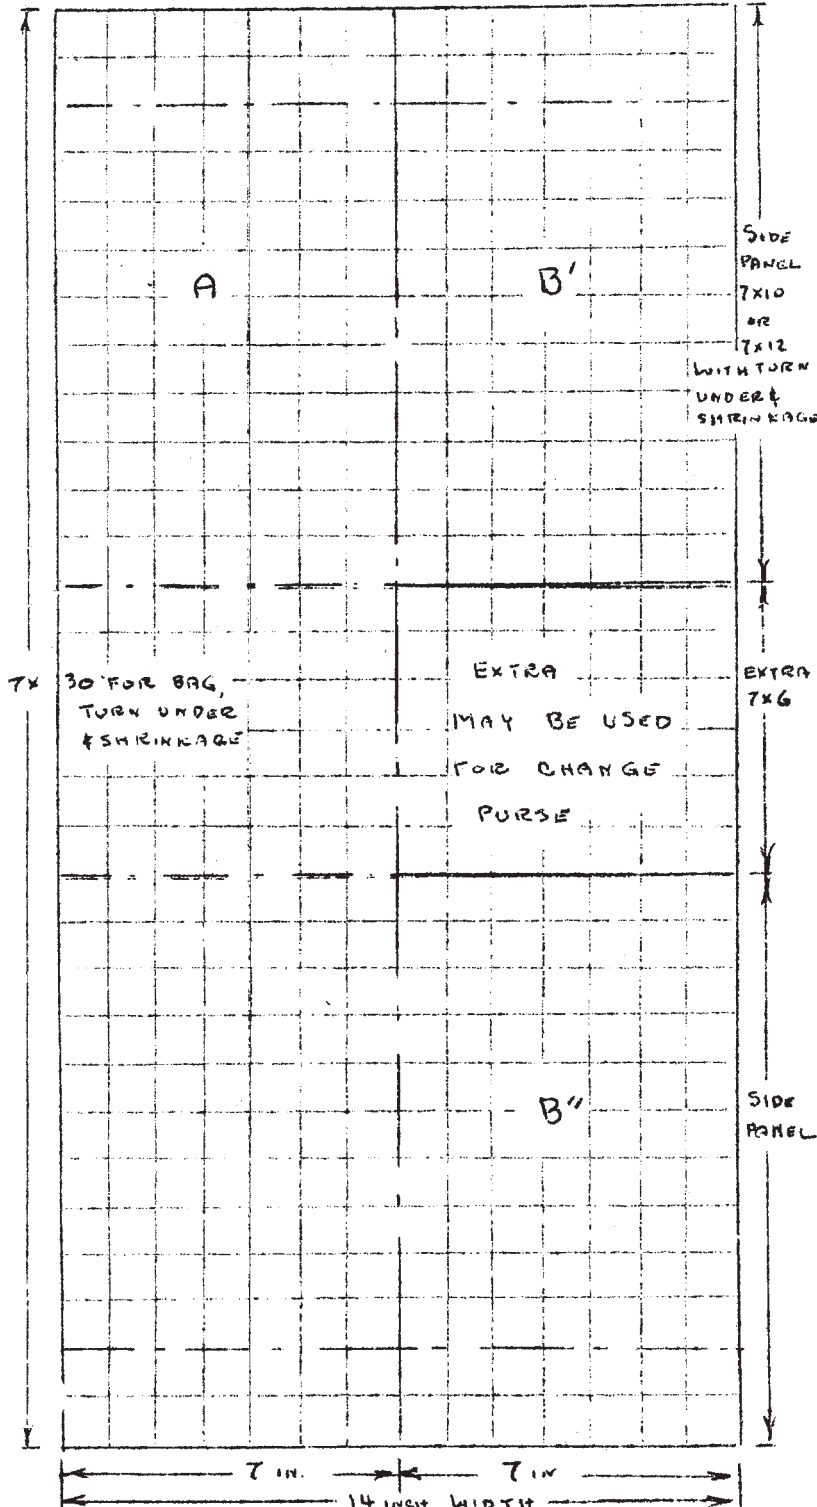 A
B'
SIDE
PANEL
7X10
OR
7X12
WITH TURN
UNDER &
SHRINKAGE
7X 30" FOR BAG,
TURN UNDER
& SHRINKAGE
EXTRA
MAY BE USED
FOR CHANGE
PURSE
EXTRA
7X6
B"
SIDE
PANEL
7 IN.
7 IN
14 INCH WIDTH